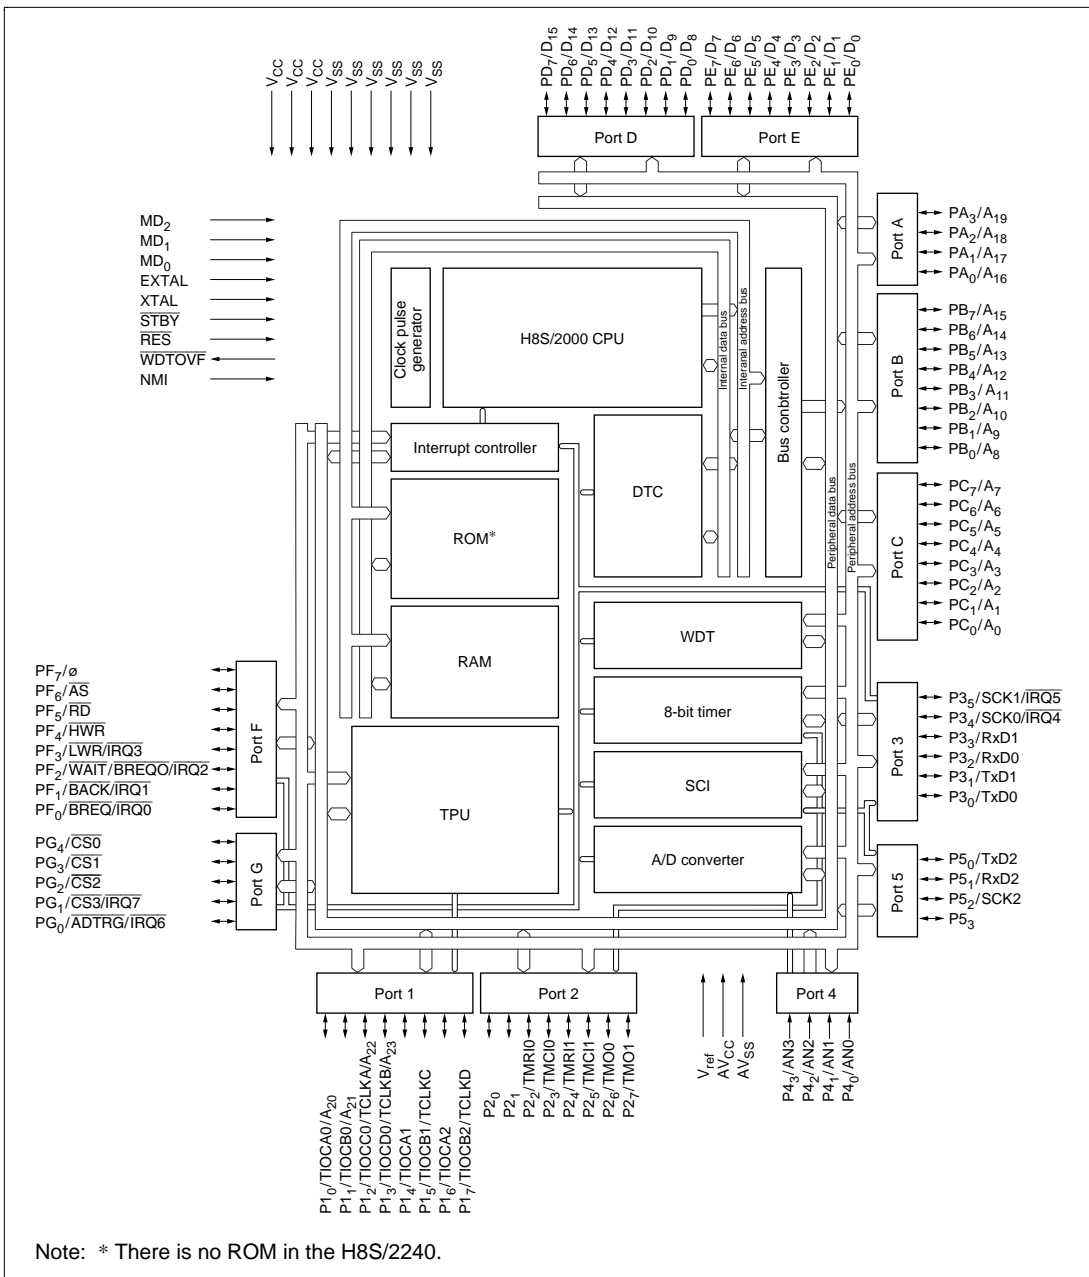 VCC
VCC
VCC
VSS
VSS
VSS
VSS
VSS
VSS
PD7/D15
PD6/D14
PD5/D13
PD4/D12
PD3/D11
PD2/D10
PD1/D9
PD0/D8
PE7/D7
PE6/D6
PE5/D5
PE4/D4
PE3/D3
PE2/D2
PE1/D1
PE0/D0
Port D
Port E
MD2
MD1
MD0
EXTAL
XTAL
STBY
RES
WDTOVF
NMI
Clock pulse
generator
H8S/2000 CPU
Internal data bus
Interanal address bus
Bus conbtroller
Interrupt controller
DTC
ROM*
RAM
TPU
WDT
8-bit timer
SCI
A/D converter
Peripheral data bus
Peripheral address bus
Port A
PA3/A19
PA2/A18
PA1/A17
PA0/A16
Port B
PB7/A15
PB6/A14
PB5/A13
PB4/A12
PB3/A11
PB2/A10
PB1/A9
PB0/A8
Port C
PC7/A7
PC6/A6
PC5/A5
PC4/A4
PC3/A3
PC2/A2
PC1/A1
PC0/A0
Port 3
P35/SCK1/IRQ5
P34/SCK0/IRQ4
P33/RxD1
P32/RxD0
P31/TxD1
P30/TxD0
Port 5
P50/TxD2
P51/RxD2
P52/SCK2
P53
PF7/ø
PF6/AS
PF5/RD
PF4/HWR
PF3/LWR/IRQ3
PF2/WAIT/BREQO/IRQ2
PF1/BACK/IRQ1
PF0/BREQ/IRQ0
Port F
PG4/CS0
PG3/CS1
PG2/CS2
PG1/CS3/IRQ7
PG0/ADTRG/IRQ6
Port G
Port 1
Port 2
Port 4
P10/TIOCA0/A20
P11/TIOCB0/A21
P12/TIOCC0/TCLKA/A22
P13/TIOCD0/TCLKB/A23
P14/TIOCA1
P15/TIOCB1/TCLKC
P16/TIOCA2
P17/TIOCB2/TCLKD
P20
P21
P22/TMRI0
P23/TMCI0
P24/TMRI1
P25/TMCI1
P26/TMO0
P27/TMO1
Vref
AVCC
AVSS
P43/AN3
P42/AN2
P41/AN1
P40/AN0
Note: * There is no ROM in the H8S/2240.